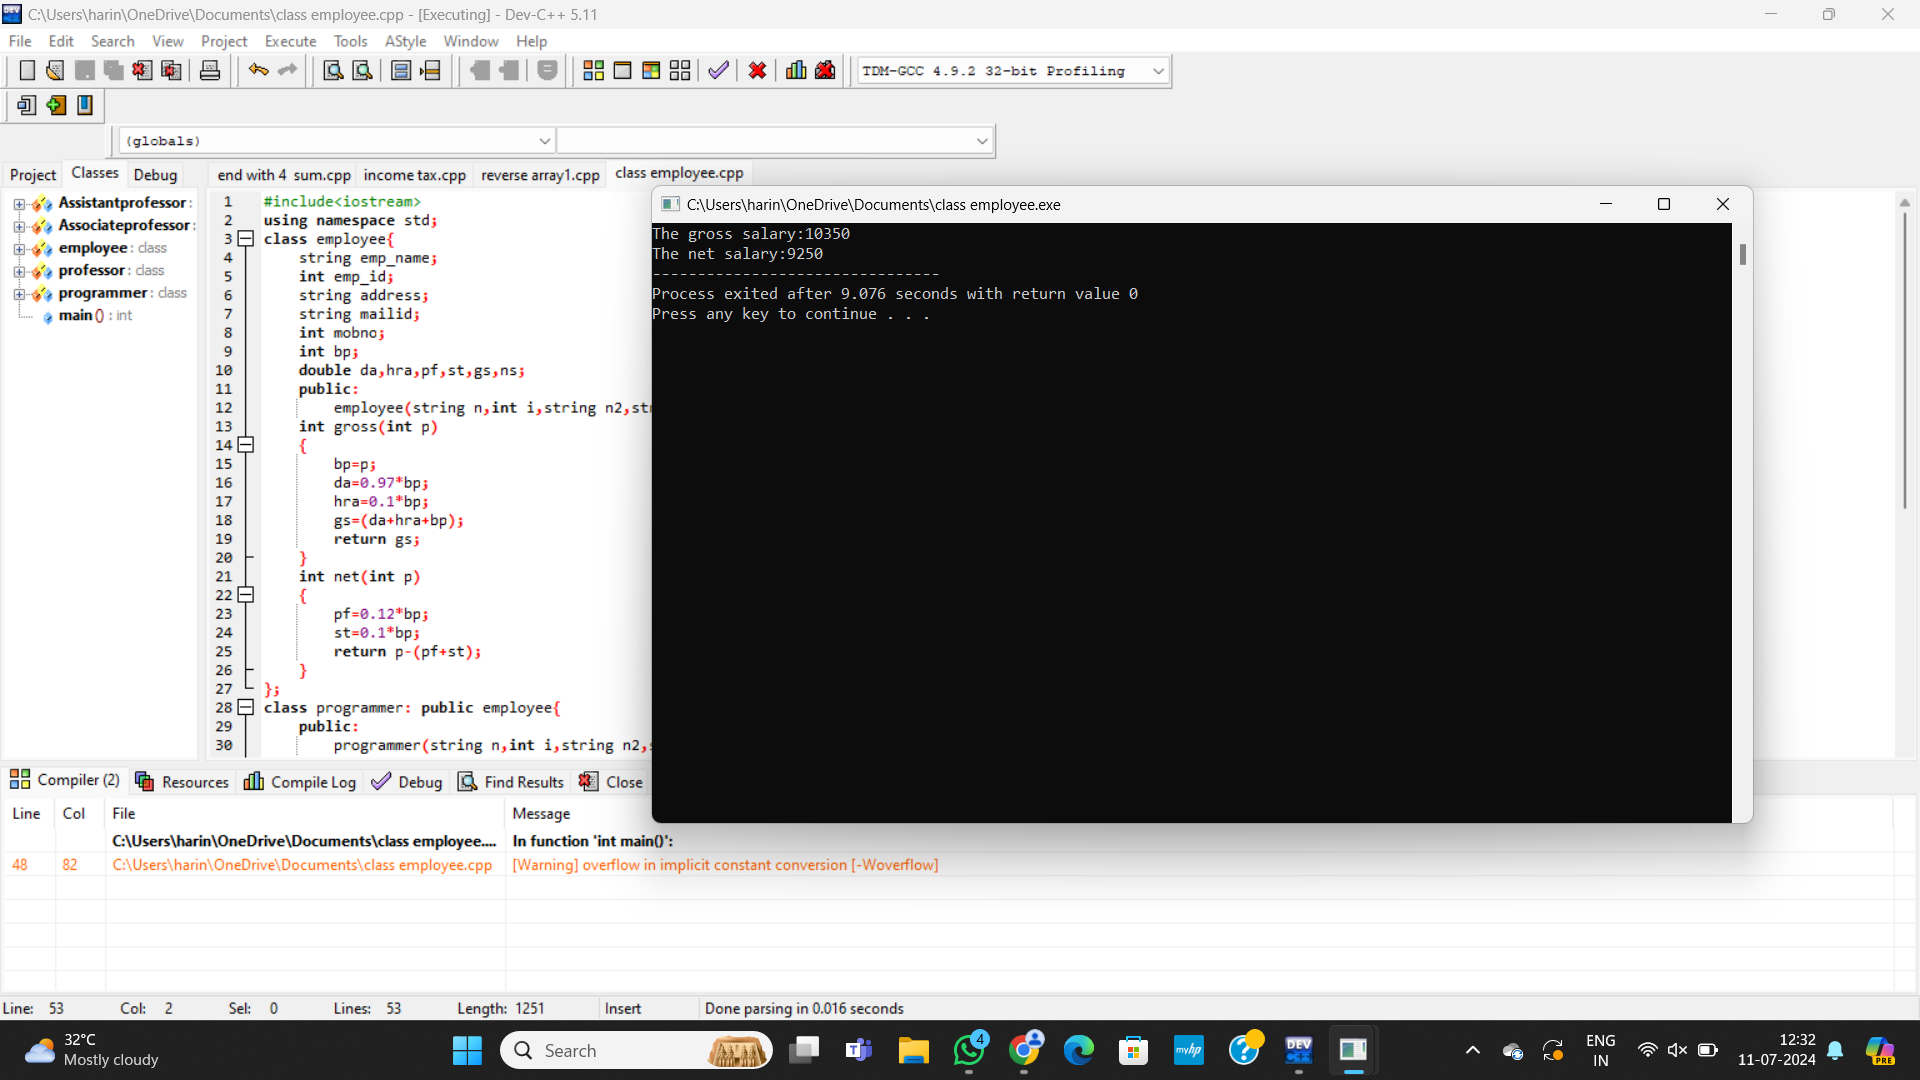 C:\Users\harin\OneDrive\Documents\class employee.cpp - [Executing] - Dev-C++ 5.11
File Edit Search View Project Execute Tools AStyle Window Help
TDM-GCC 4.9.2 32-bit Profiling
(globals)
Project Classes Debug
end with 4 sum.cpp income tax.cpp reverse array1.cpp class employee.cpp
Assistantprofessor :
Associateprofessor :
employee : class
professor : class
programmer : class
main () : int
1 #include<iostream>
2 using namespace std;
3 class employee{
4 string emp_name;
5 int emp_id;
6 string address;
7 string mailid;
8 int mobno;
9 int bp;
10 double da,hra,pf,st,gs,ns;
11 public:
12 employee(string n,int i,string n2,st
13 int gross(int p)
14 {
15 bp=p;
16 da=0.97*bp;
17 hra=0.1*bp;
18 gs=(da+hra+bp);
19 return gs;
20 }
21 int net(int p)
22 {
23 pf=0.12*bp;
24 st=0.1*bp;
25 return p-(pf+st);
26 }
27 };
28 class programmer: public employee{
29 public:
30 programmer(string n,int i,string n2,
C:\Users\harin\OneDrive\Documents\class employee.exe
The gross salary:10350
The net salary:9250
--------------------------------
Process exited after 9.076 seconds with return value 0
Press any key to continue . . .
Compiler (2) Resources Compile Log Debug Find Results Close
Line Col File Message
C:\Users\harin\OneDrive\Documents\class employee.... In function 'int main()':
48 82 C:\Users\harin\OneDrive\Documents\class employee.cpp [Warning] overflow in implicit constant conversion [-Woverflow]
Line: 53 Col: 2 Sel: 0 Lines: 53 Length: 1251 Insert Done parsing in 0.016 seconds
32°C
Mostly cloudy
Search
4
myhp
DEV
C++
ENG
IN
12:32
11-07-2024
PRE